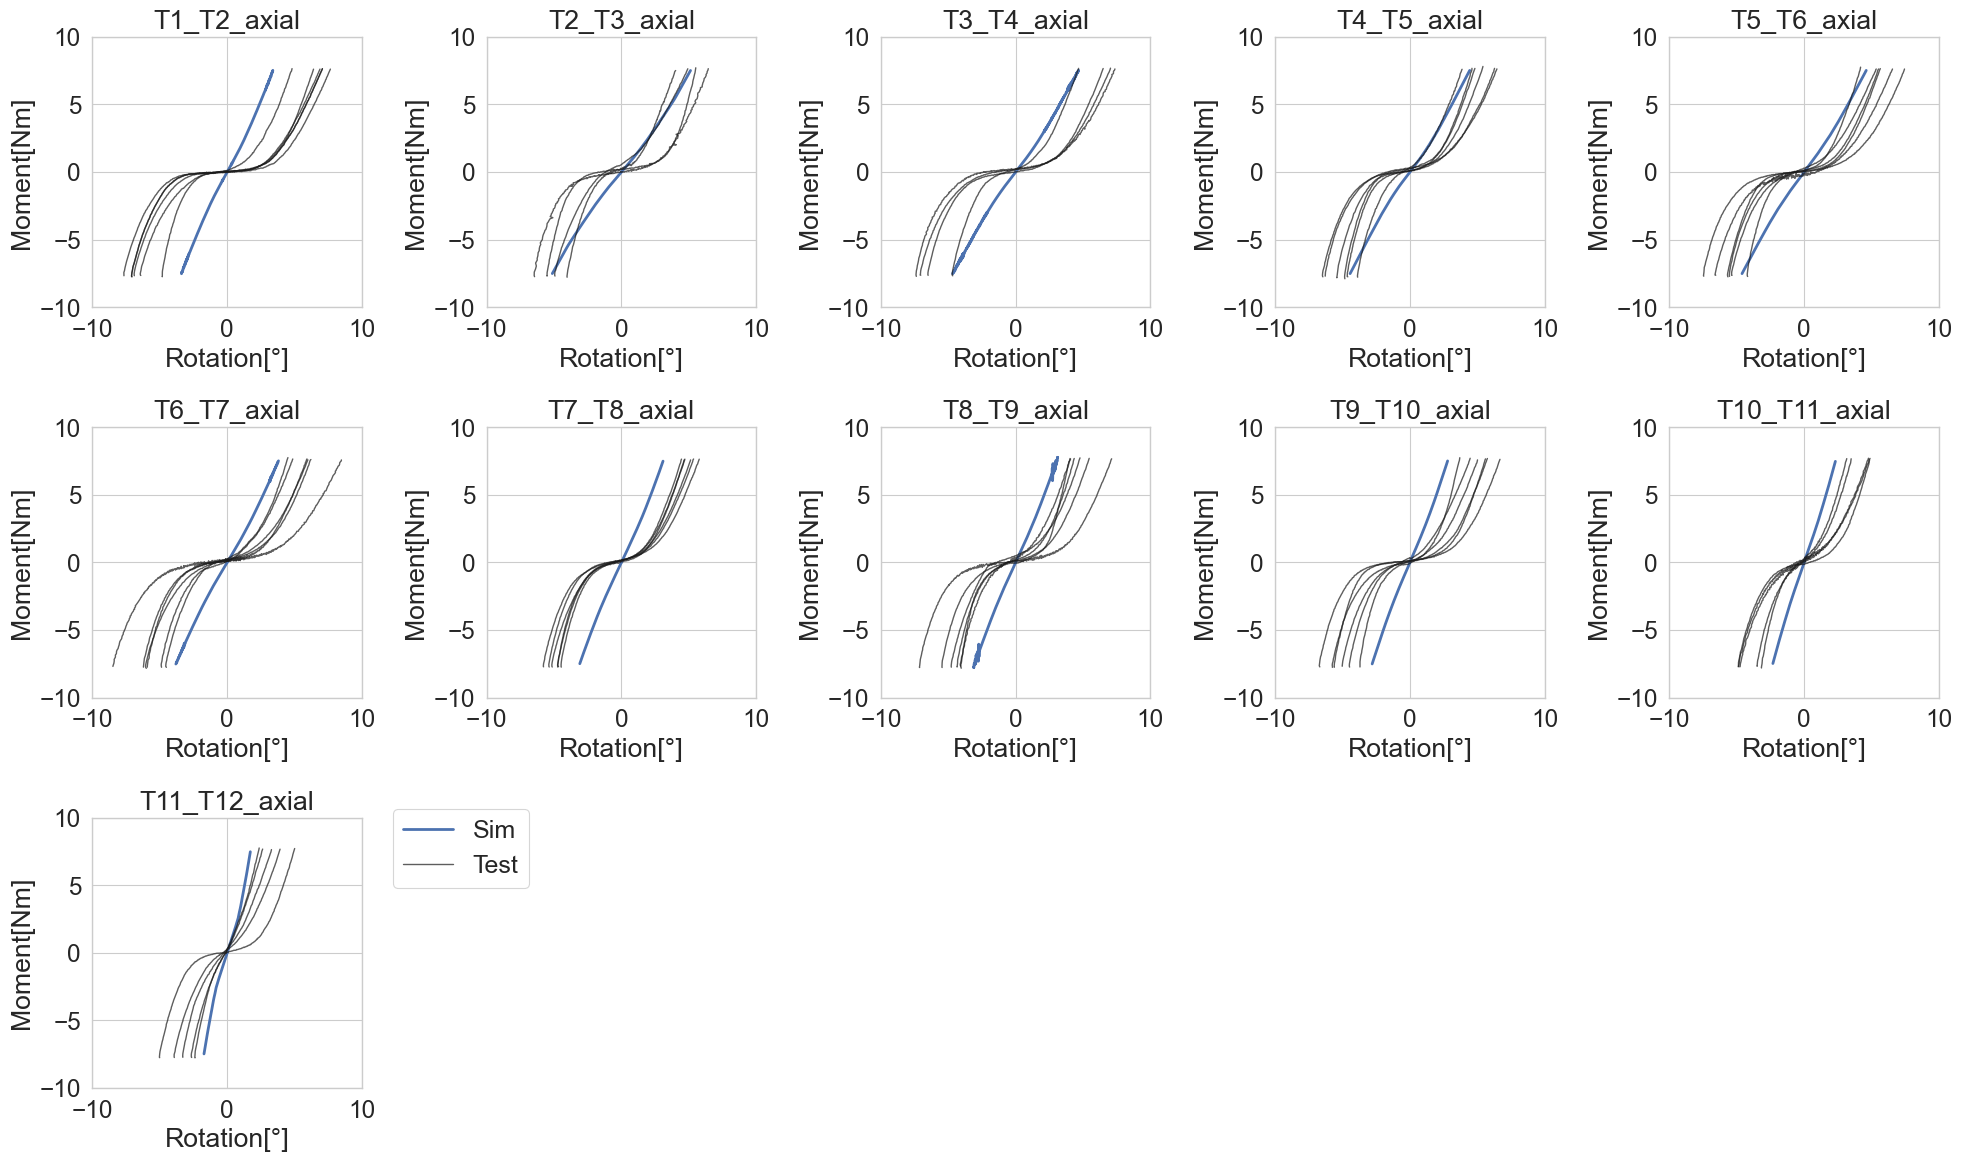 T1_T2_axial
T2_T3_axial
T3_T4_axial
T4_T5_axial
T5_T6_axial
10
5
0
−5
−10
Moment[Nm]
−10 0 10
Rotation[°]
10
5
0
−5
−10
Moment[Nm]
−10 0 10
Rotation[°]
10
5
0
−5
−10
Moment[Nm]
−10 0 10
Rotation[°]
10
5
0
−5
−10
Moment[Nm]
−10 0 10
Rotation[°]
10
5
0
−5
−10
Moment[Nm]
−10 0 10
Rotation[°]
T6_T7_axial
T7_T8_axial
T8_T9_axial
T9_T10_axial
T10_T11_axial
10
5
0
−5
−10
Moment[Nm]
−10 0 10
Rotation[°]
10
5
0
−5
−10
Moment[Nm]
−10 0 10
Rotation[°]
10
5
0
−5
−10
Moment[Nm]
−10 0 10
Rotation[°]
10
5
0
−5
−10
Moment[Nm]
−10 0 10
Rotation[°]
10
5
0
−5
−10
Moment[Nm]
−10 0 10
Rotation[°]
T11_T12_axial
10
5
0
−5
−10
Moment[Nm]
−10 0 10
Rotation[°]
Sim
Test